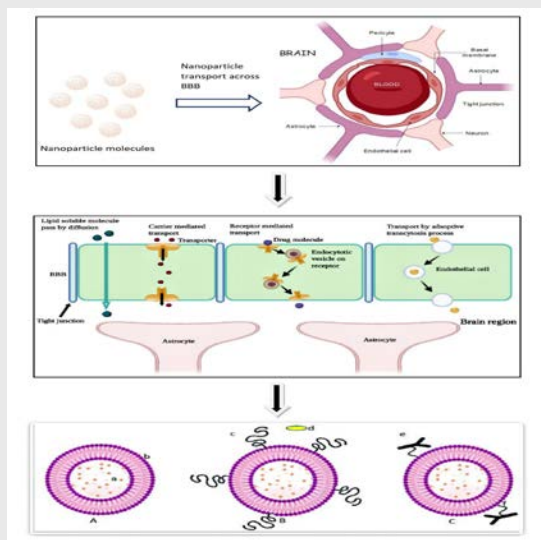 Nanoparticle
transport across
BBB
Nanoparticle molecules
BRAIN
Pericyte
Basal
membrane
Astrocyte
BLOOD
Tight junction
Astrocyte
Neuron
Endothelial cell
Lipid soluble molecule
pass by diffusion
Carrier mediated
transport
Transporter
Receptor mediated
transport
Drug molecule
Endocytotic
vesicle on
receptor
Transport by adsorptive
transcytosis process
Endothelial cell
BBB
Tight junction
Brain region
Astrocyte
Astrocyte
b
a
A
c
d
B
e
C